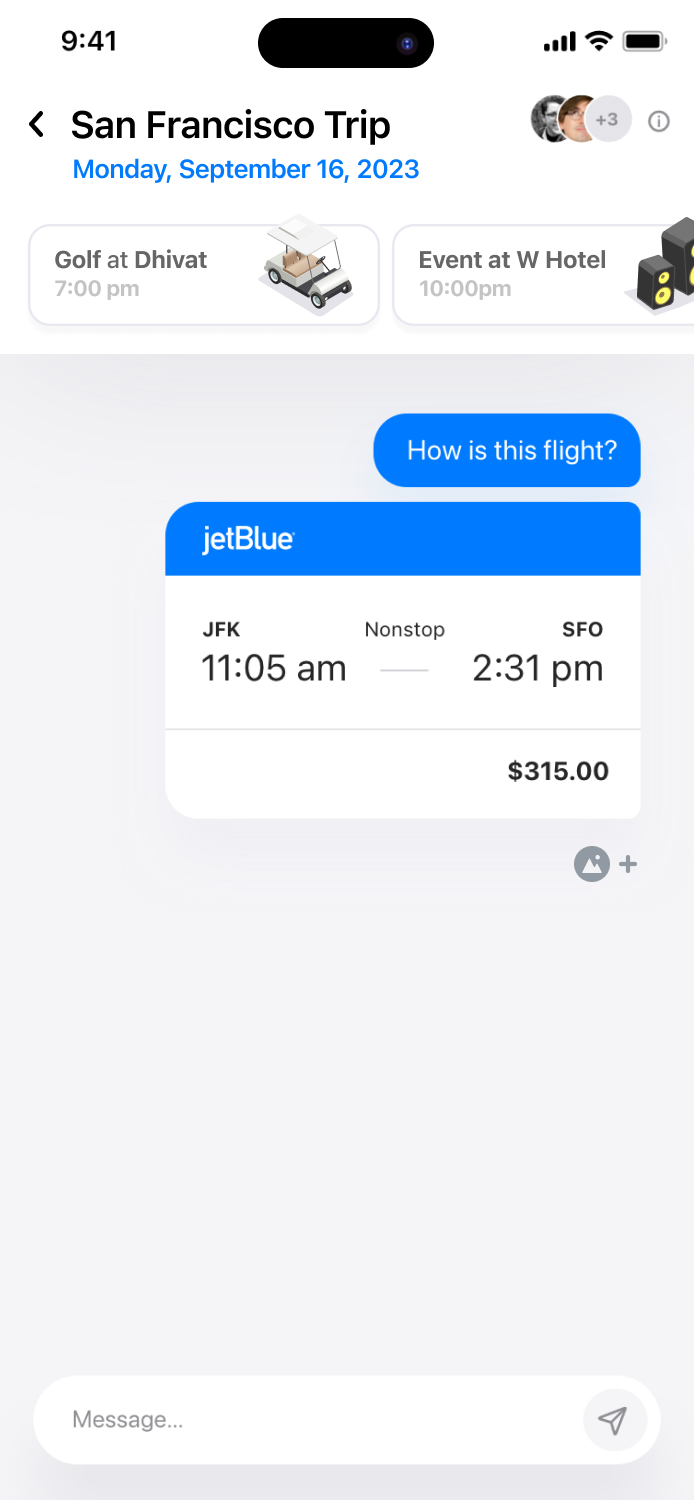 9:41
San Francisco Trip
+3
Monday, September 16, 2023
Golf at Dhivat
7:00 pm
Event at W Hotel
10:00pm
How is this flight?
jetBlue
JFK
Nonstop
SFO
11:05 am
2:31 pm
$315.00
Message...